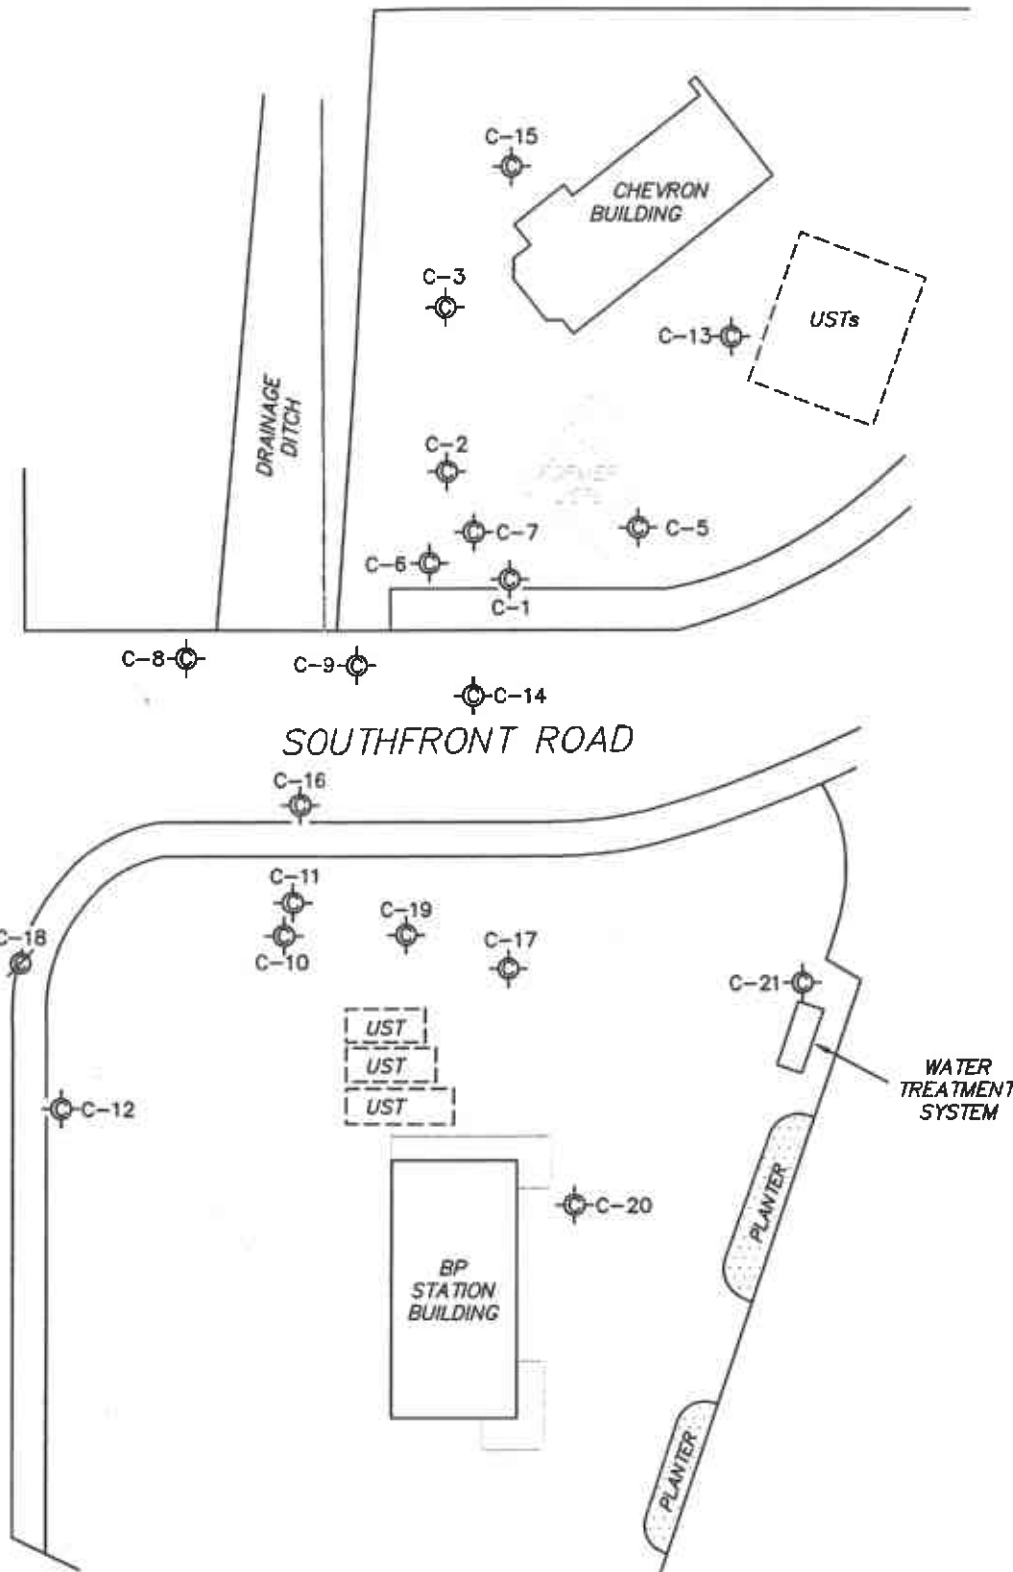 C-15
CHEVRON
BUILDING
C-3
USTs
C-13
DRAINAGE
DITCH
C-2
C-7
C-5
C-6
C-1
C-8
C-9
C-14
SOUTHFRONT ROAD
C-16
C-11
C-19
C-18
C-10
C-17
C-21
UST
UST
UST
WATER
TREATMENT
SYSTEM
C-12
PLANTER
C-20
BP
STATION
BUILDING
PLANTER